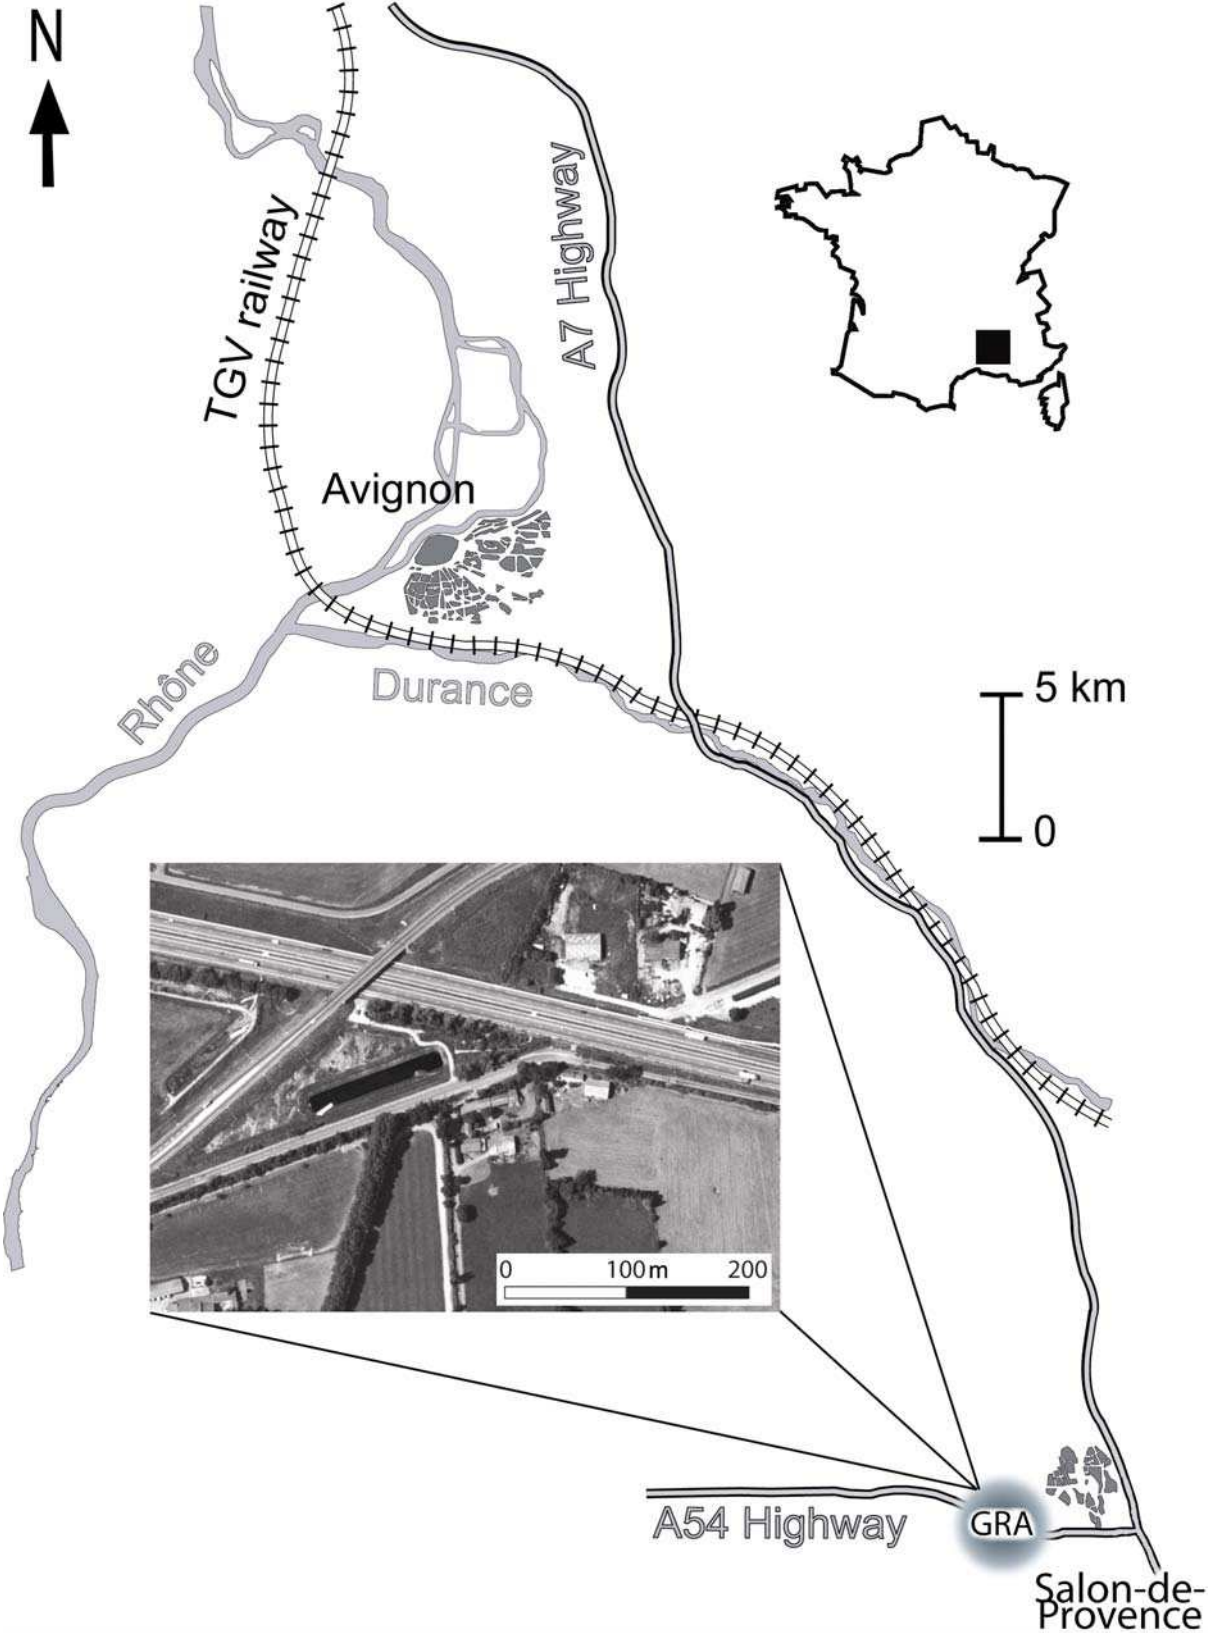 N
A7 Highway
TGV railway
Avignon
Rhône
Durance
5 km
0
0 100m 200
A54 Highway
GRA
Salon-de-
Provence